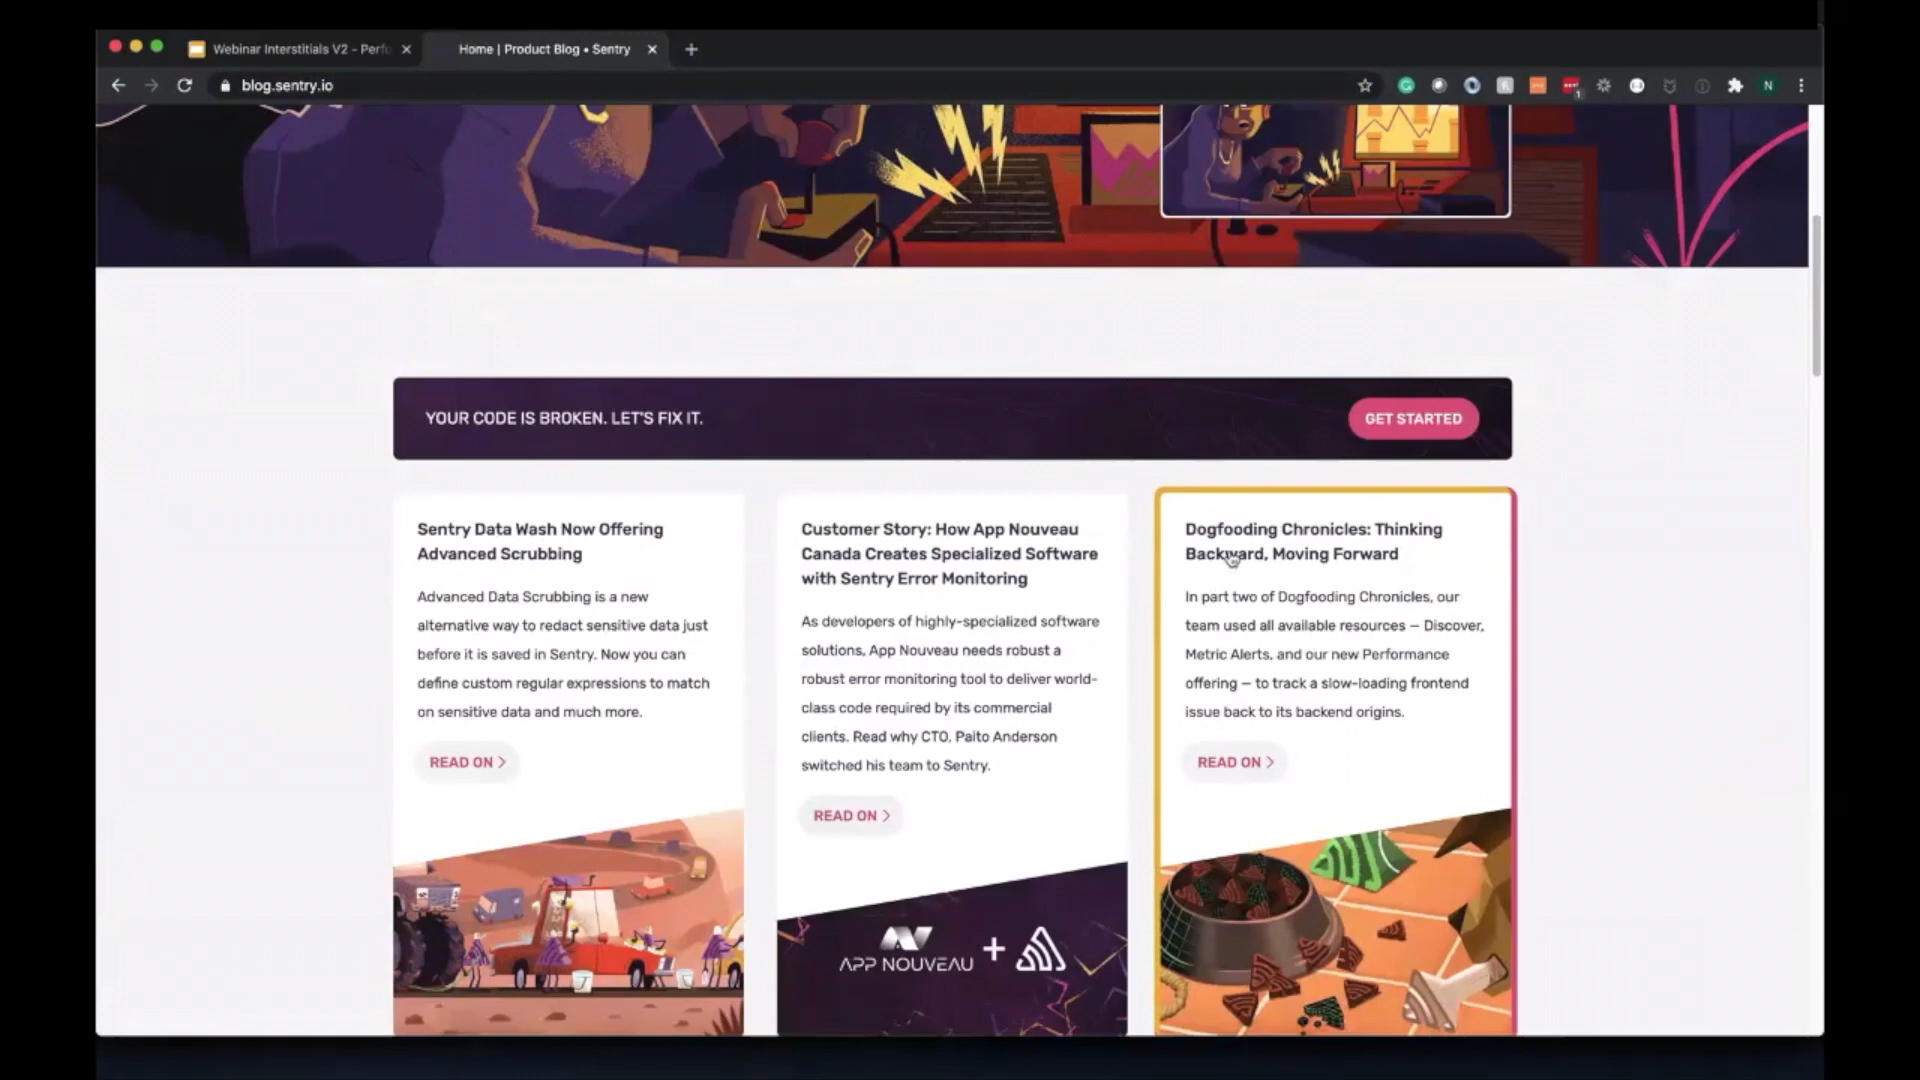 Webinar Interstitials V2 - Perfo
Home | Product Blog • Sentry
blog.sentry.io
N
YOUR CODE IS BROKEN. LET'S FIX IT.
GET STARTED
Sentry Data Wash Now Offering
Advanced Scrubbing
Advanced Data Scrubbing is a new
alternative way to redact sensitive data just
before it is saved in Sentry. Now you can
define custom regular expressions to match
on sensitive data and much more.
READ ON
Customer Story: How App Nouveau
Canada Creates Specialized Software
with Sentry Error Monitoring
As developers of highly-specialized software
solutions, App Nouveau needs robust a
robust error monitoring tool to deliver world-
class code required by its commercial
clients. Read why CTO, Paito Anderson
switched his team to Sentry.
READ ON
APP NOUVEAU
+
Dogfooding Chronicles: Thinking
Backward, Moving Forward
In part two of Dogfooding Chronicles, our
team used all available resources — Discover,
Metric Alerts, and our new Performance
offering — to track a slow-loading frontend
issue back to its backend origins.
READ ON